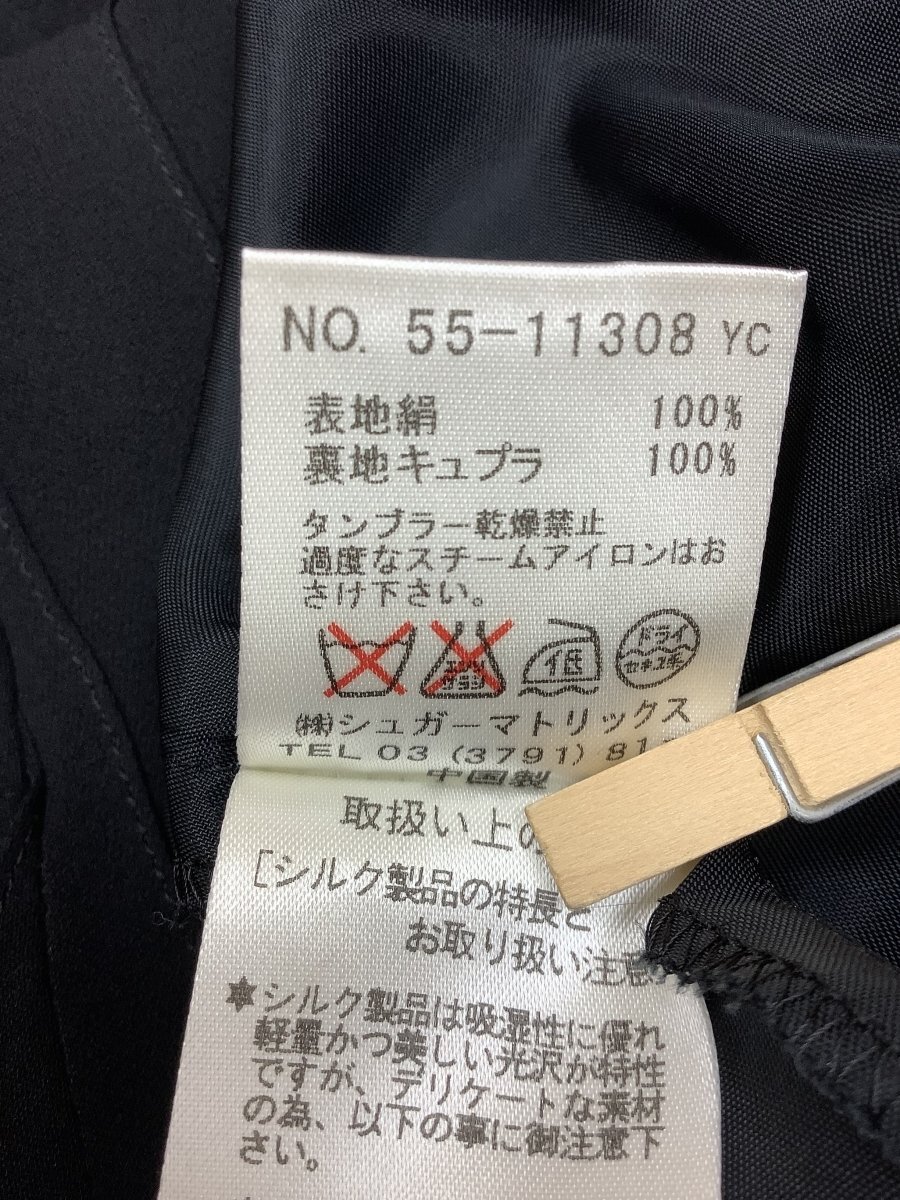 NO. 55-11308 YC
表地絹 100%
裏地キュプラ 100%
タンブラー乾燥禁止
過度なスチームアイロンはお
さけ下さい。
エンソ
サラシ
低
ドライ
セキユ系
㈱シュガーマトリックス
TEL 03 (3791) 81
中国製
取扱い上の
[シルク製品の特長と
お取り扱い注意
★シルク製品は吸湿性に優れ
軽量かつ美しい光沢が特性
ですが、デリケートな素材
の為、以下の事に御注意下
さい。